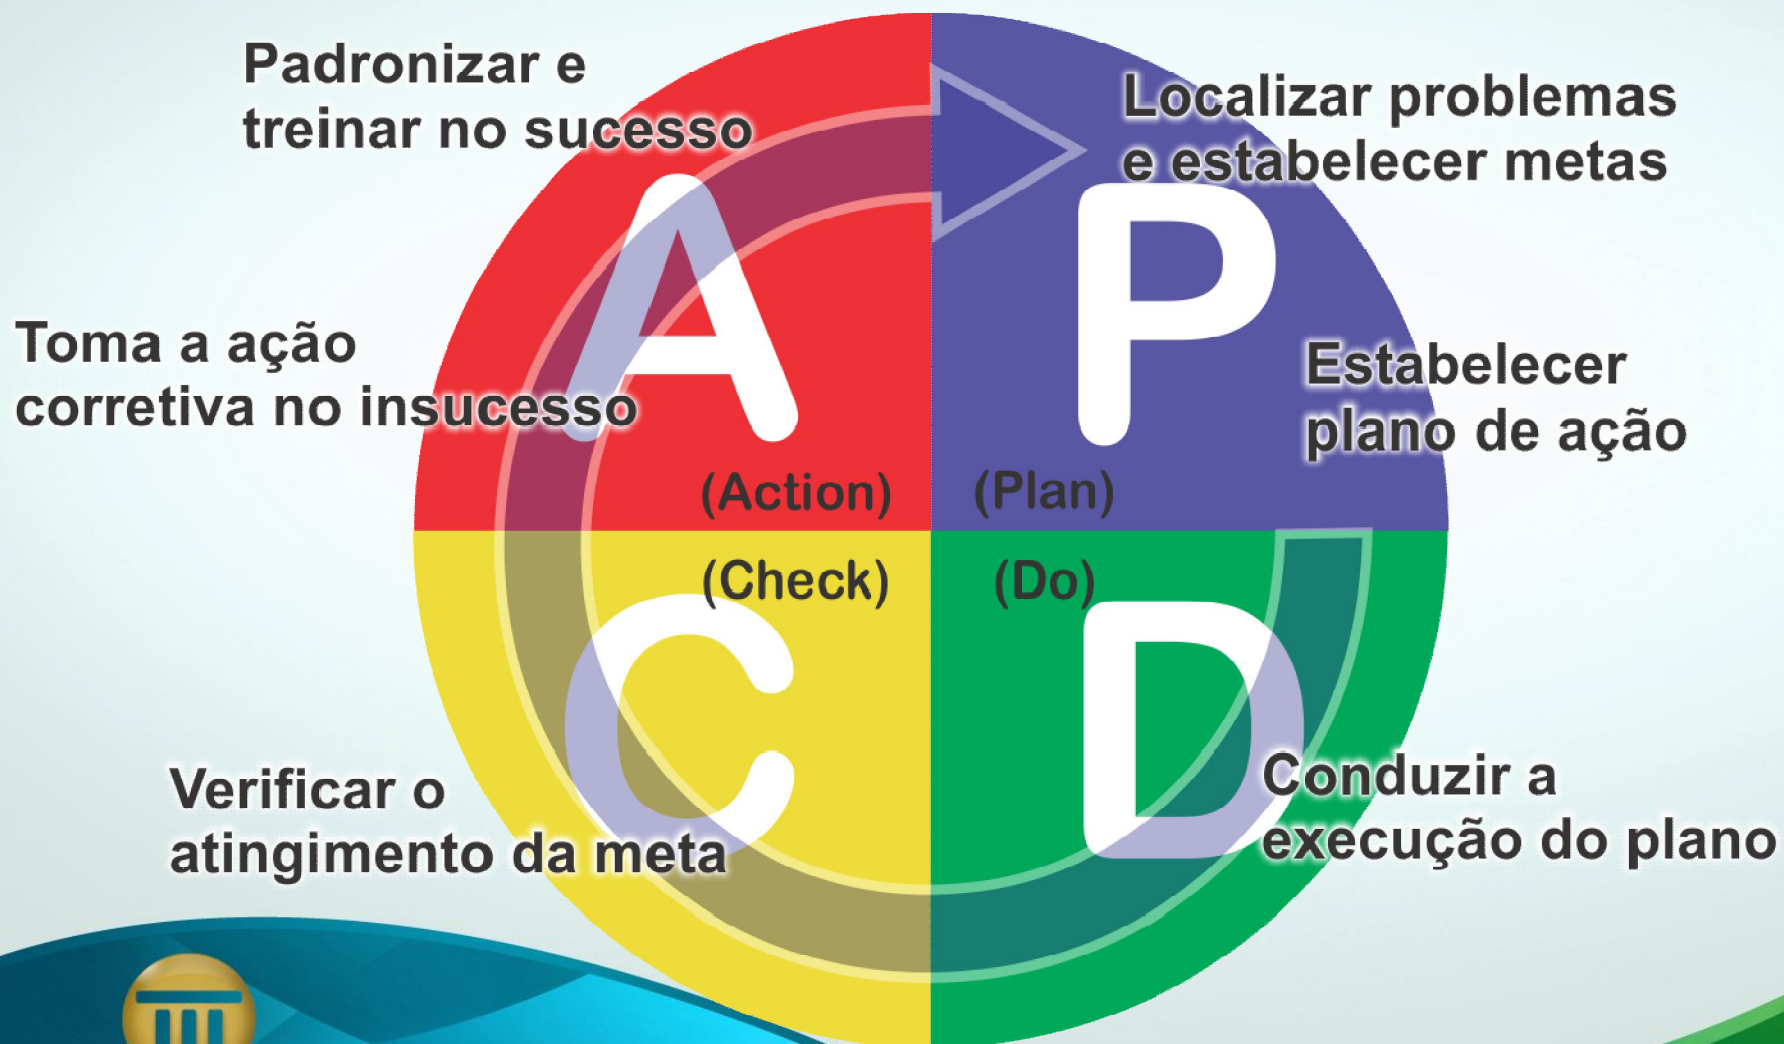 Padronizar e
treinar no sucesso
Localizar problemas
e estabelecer metas
A
P
Toma a ação
corretiva no insucesso
Estabelecer
plano de ação
(Action)
(Plan)
(Check)
(Do)
C
D
Verificar o
atingimento da meta
Conduzir a
execução do plano